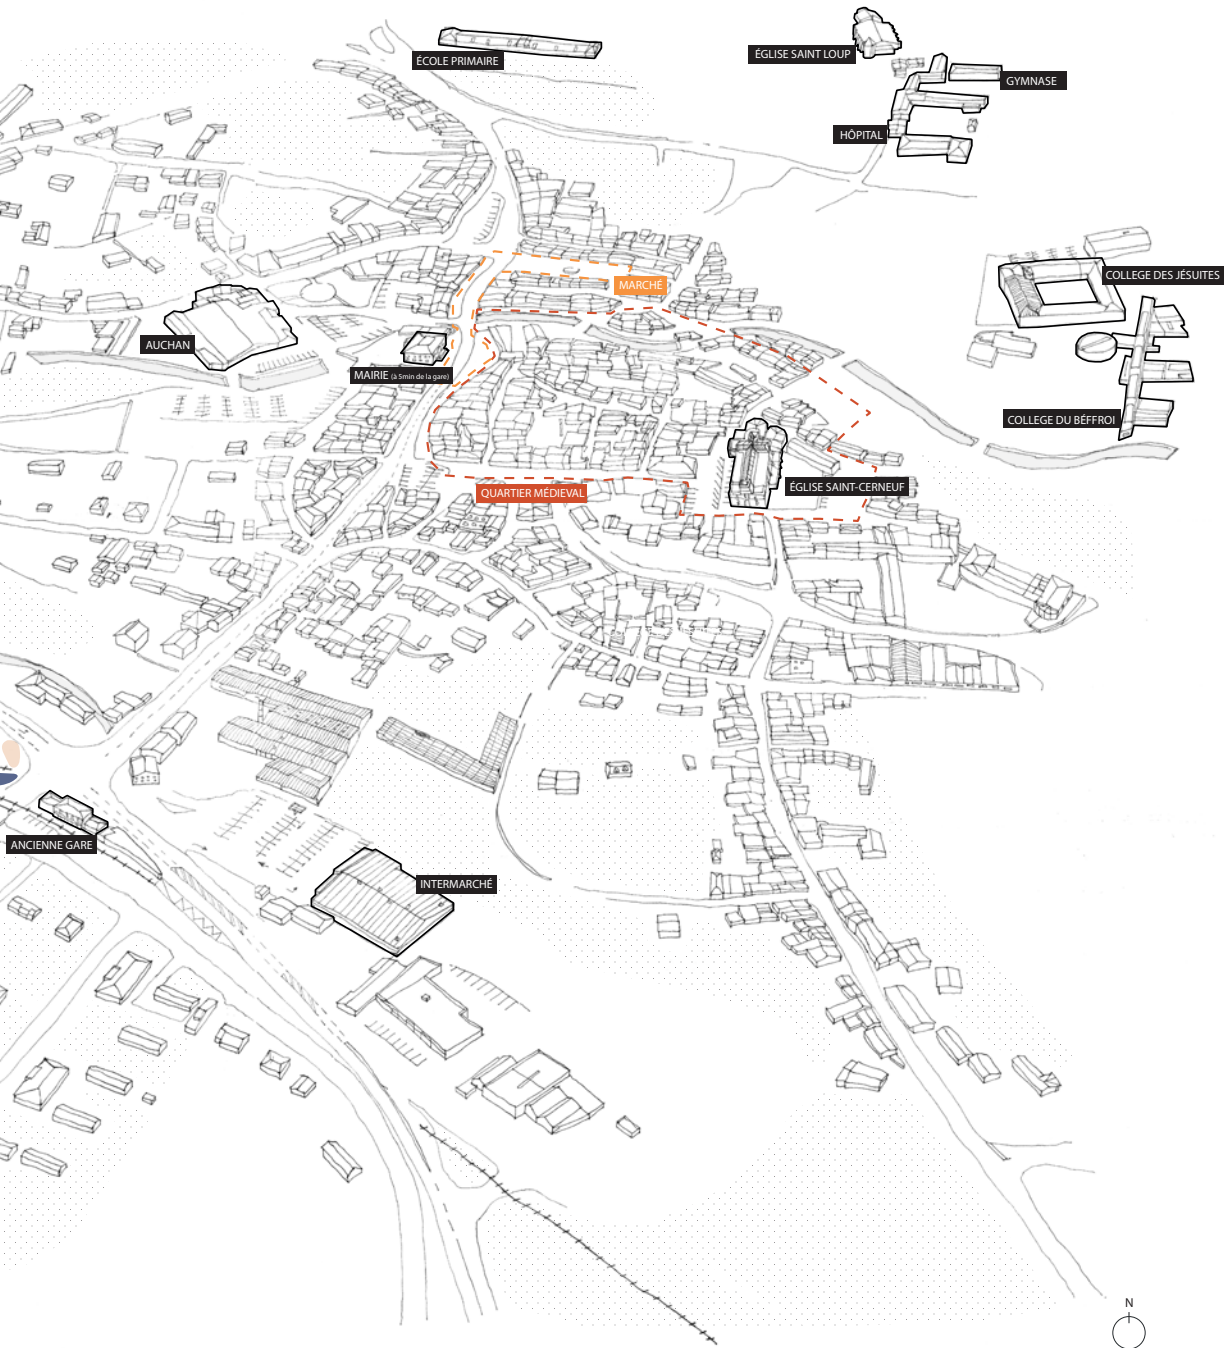 ÉCOLE PRIMAIRE
ÉGLISE SAINT LOUP
GYMNASE
HÔPITAL
COLLEGE DES JÉSUITES
MARCHÉ
AUCHAN
MAIRIE (à 5min de la gare)
COLLEGE DU BÉFFROI
ÉGLISE SAINT-CERNEUF
QUARTIER MÉDIEVAL
ANCIENNE GARE
INTERMARCHÉ
N